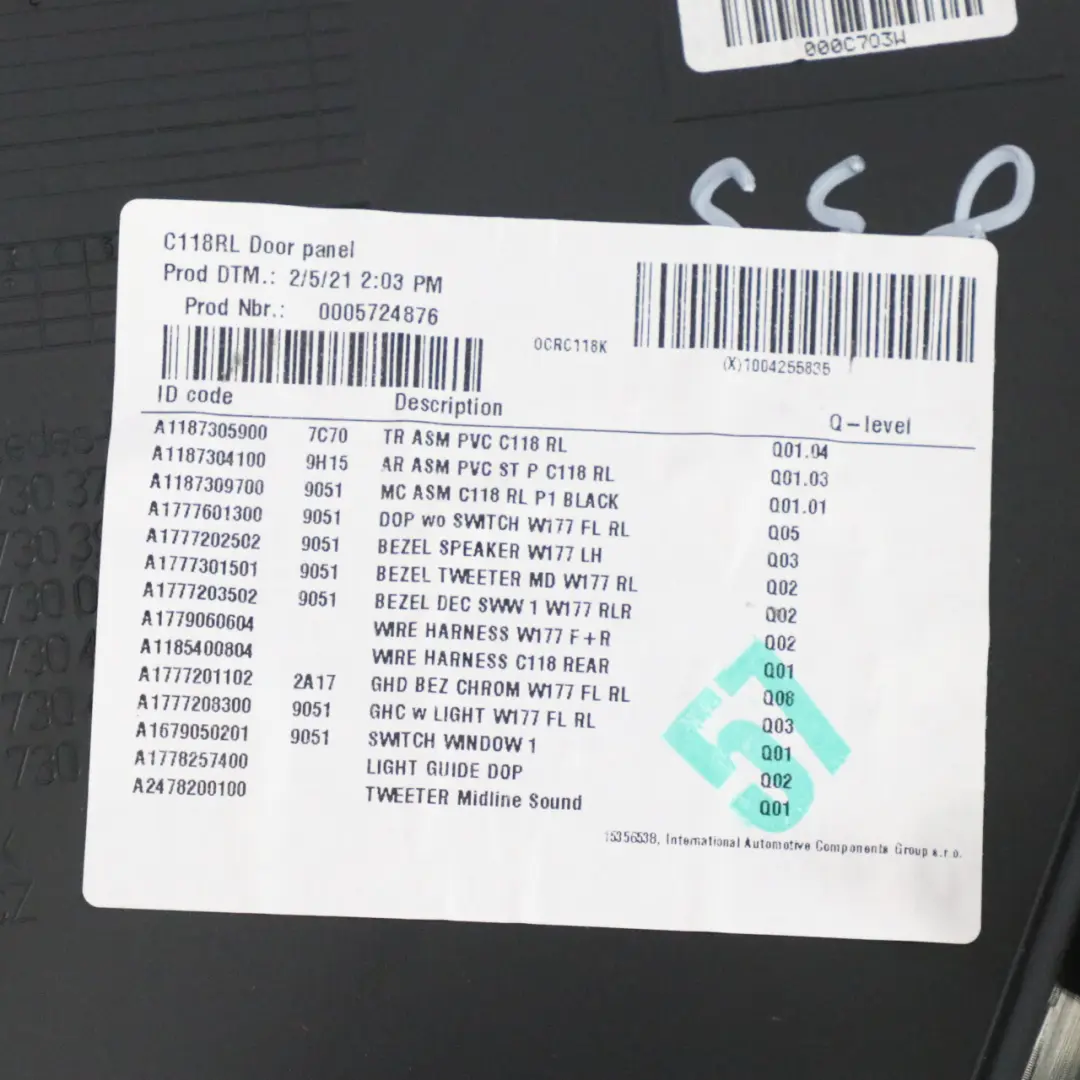 000C703W
558
C118RL Door panel
Prod DTM.: 2/5/21 2:03 PM
Prod Nbr.: 0005724876
OCRC118K
(X)1004255835
ID code Description Q-level
A1187305900 7C70 TR ASM PVC C118 RL Q01.04
A1187304100 9H15 AR ASM PVC ST P C118 RL Q01.03
A1187309700 9051 MC ASM C118 RL P1 BLACK Q01.01
A1777601300 9051 DOP wo SWITCH W177 FL RL Q05
A1777202502 9051 BEZEL SPEAKER W177 LH Q03
A1777301501 9051 BEZEL TWEETER MD W177 RL Q02
A1777203502 9051 BEZEL DEC SWW 1 W177 RLR Q02
A1779060604 WIRE HARNESS W177 F+R Q02
A1185400804 WIRE HARNESS C118 REAR Q01
A1777201102 2A17 GHD BEZ CHROM W177 FL RL Q08
A1777208300 9051 GHC w LIGHT W177 FL RL Q03
A1679050201 9051 SWITCH WINDOW 1 Q01
A1778257400 LIGHT GUIDE DOP Q02
A2478200100 TWEETER Midline Sound Q01
57
15356538, International Automotive Components Group s.r.o.